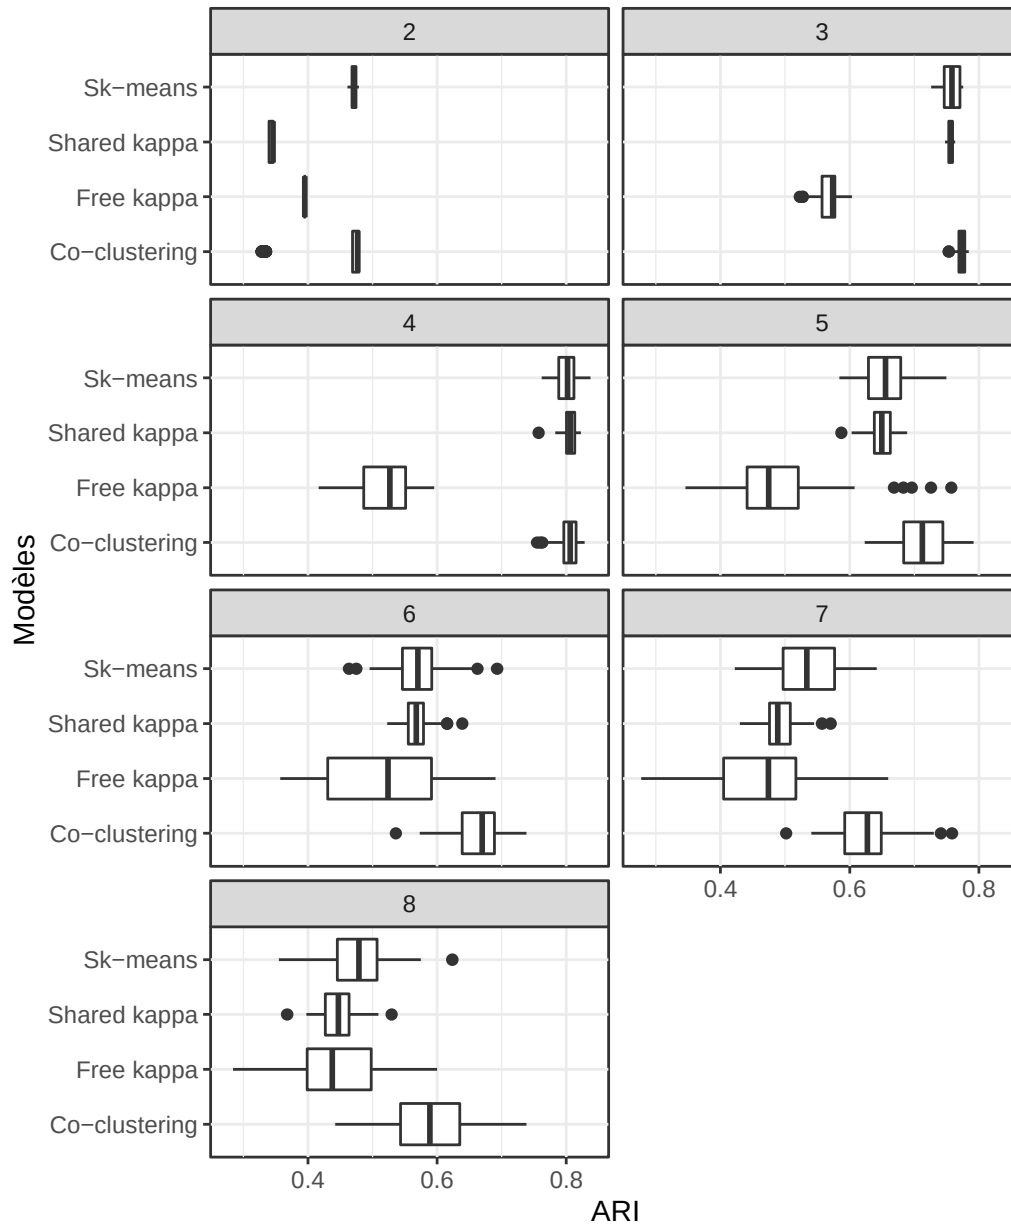 2
3
Sk−means
Shared kappa
Free kappa
Co−clustering
4
5
Sk−means
Shared kappa
Free kappa
Co−clustering
6
7
Sk−means
Shared kappa
Free kappa
Co−clustering
0.4 0.6 0.8
8
Sk−means
Shared kappa
Free kappa
Co−clustering
0.4 0.6 0.8
ARI
Modèles